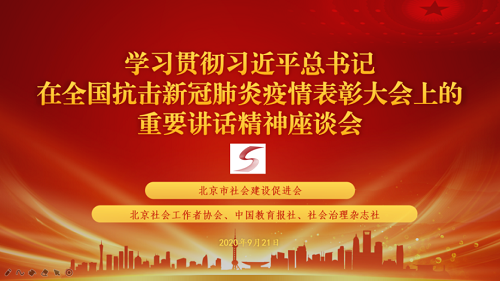 学习贯彻习近平总书记
在全国抗击新冠肺炎疫情表彰大会上的
重要讲话精神座谈会
北京市社会建设促进会
北京社会工作者协会、中国教育报社、社会治理杂志社
2020年9月21日